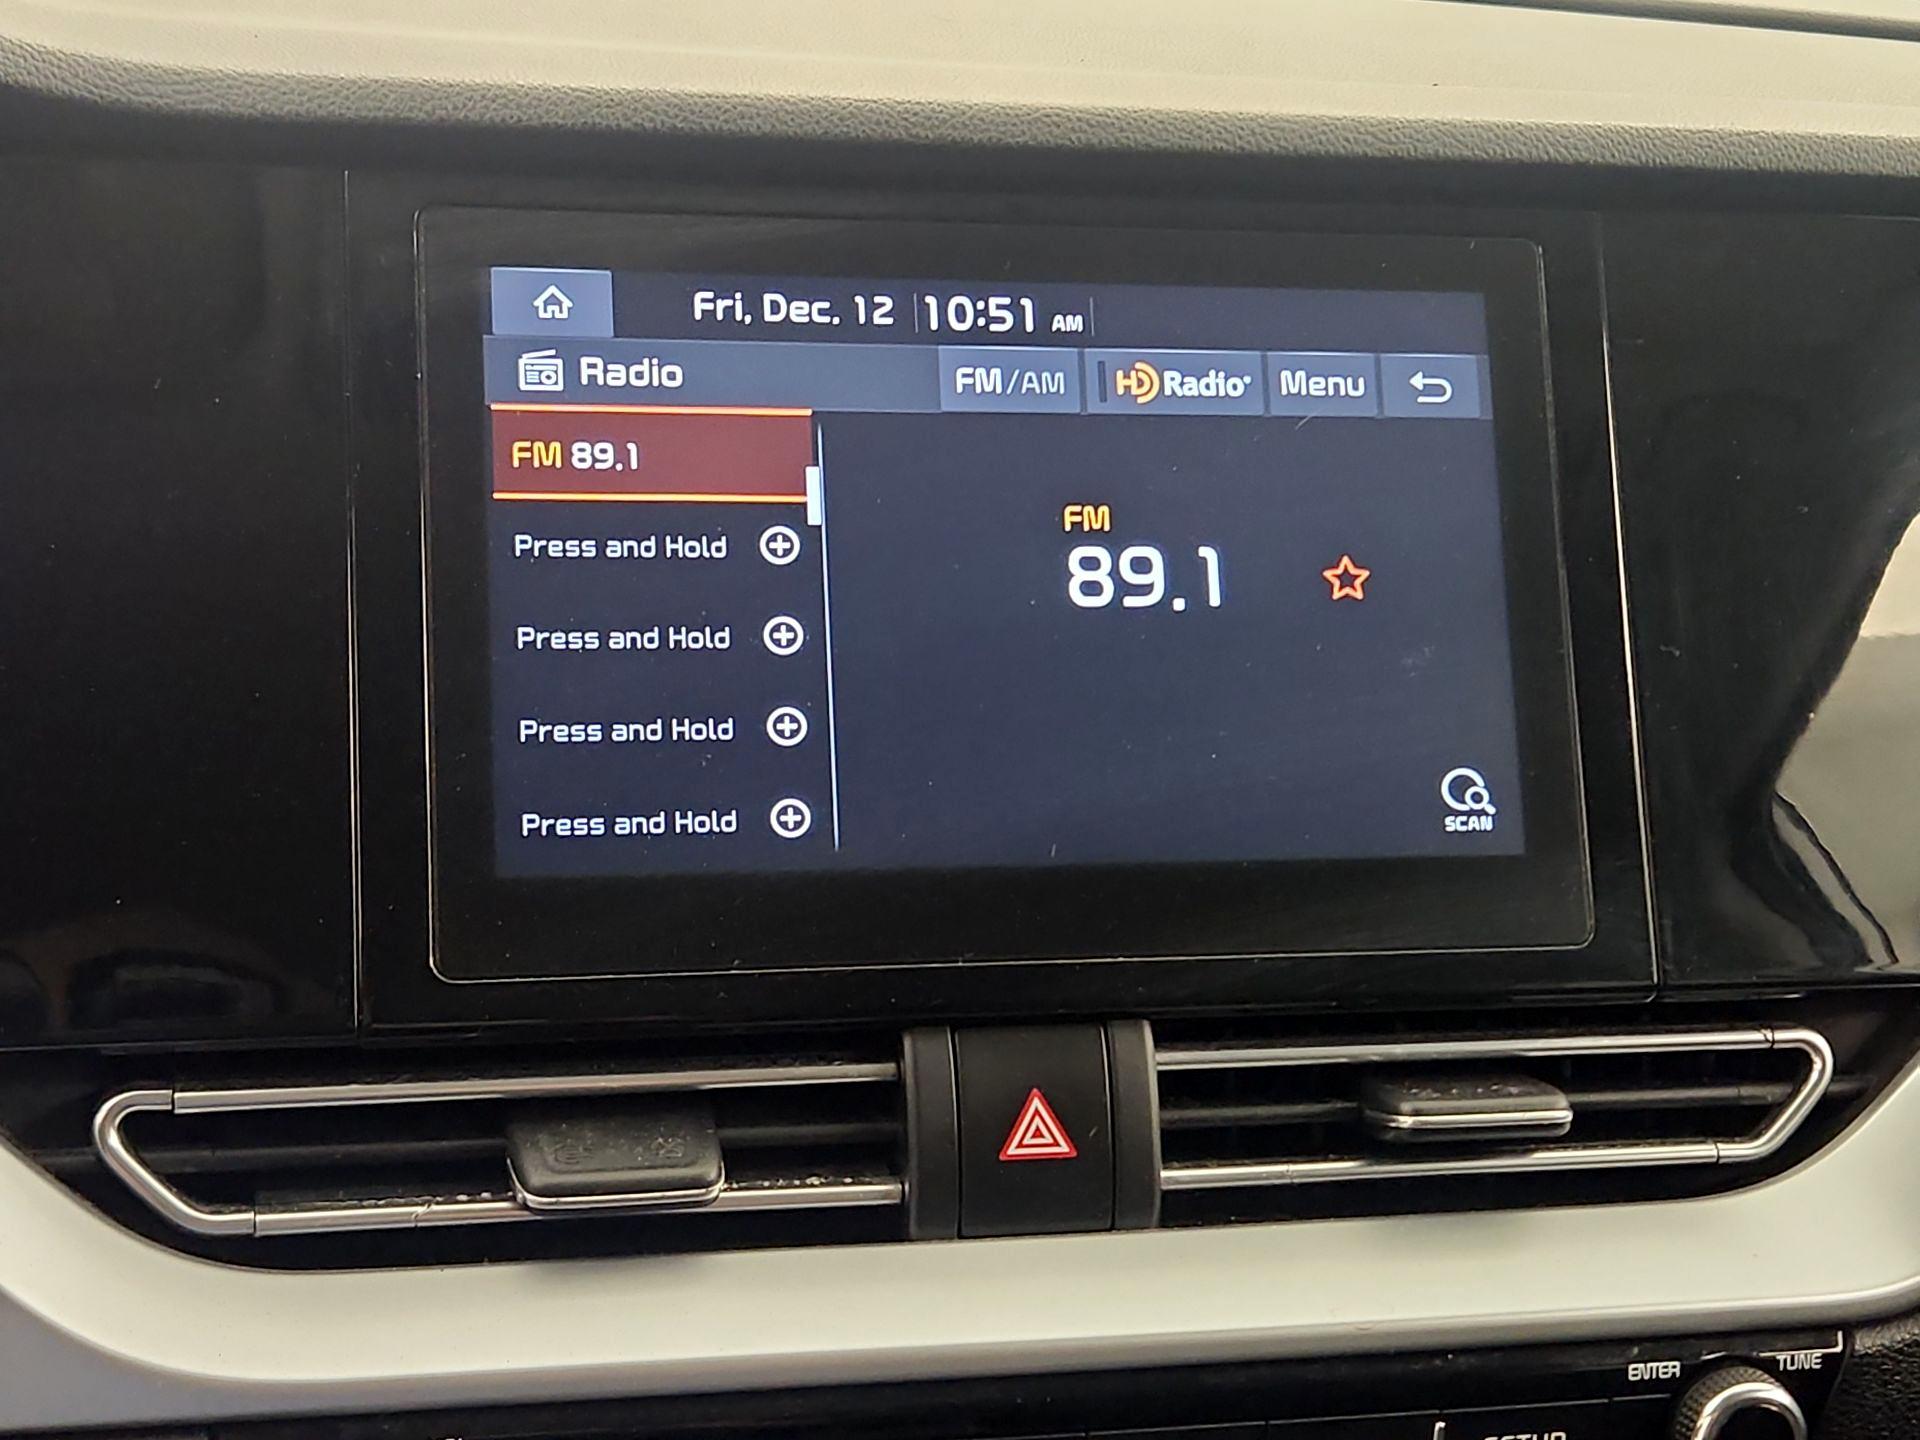 Fri, Dec. 12 10:51 AM
Radio FM/AM HD Radio Menu
FM 89.1
FM
89.1
Press and Hold
Press and Hold
Press and Hold
Press and Hold
SCAN
ENTER TUNE
SETUP